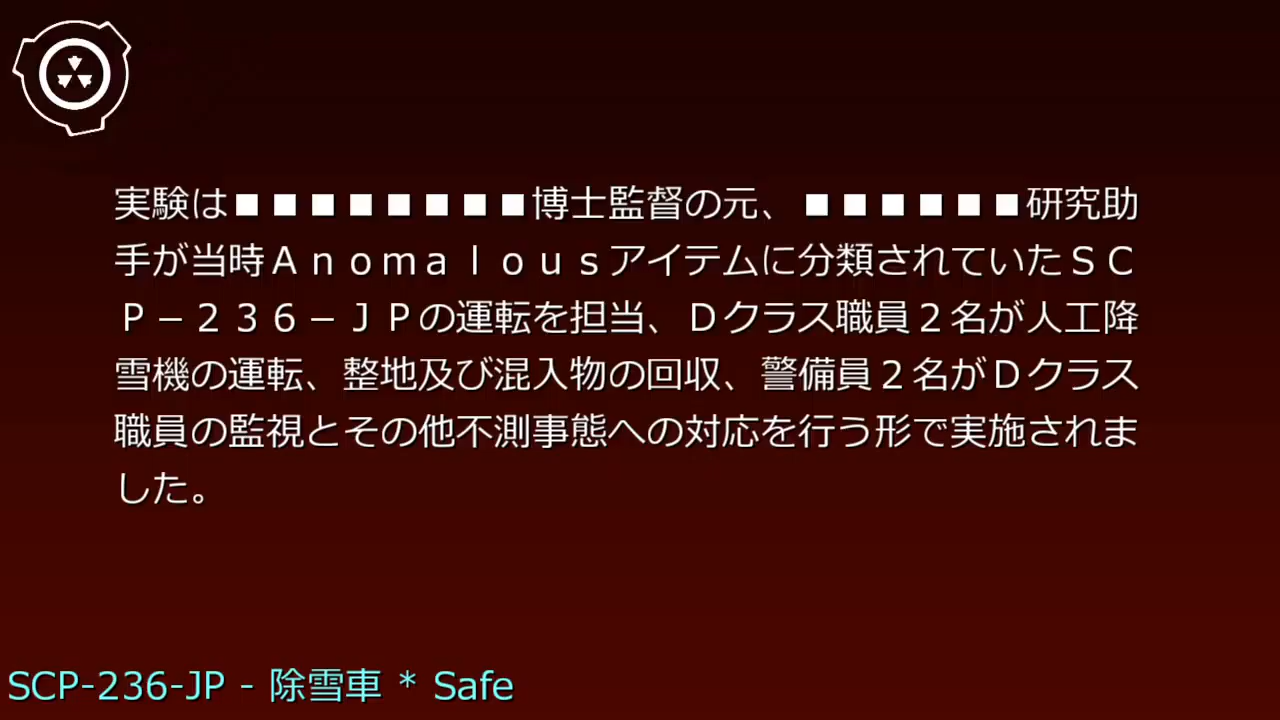 実験は■■■■■■■■博士監督の元、■■■■■■研究助
手が当時Ａｎｏｍａｌｏｕｓアイテムに分類されていたＳＣ
Ｐ－２３６－ＪＰの運転を担当、Ｄクラス職員２名が人工降
雪機の運転、整地及び混入物の回収、警備員２名がＤクラス
職員の監視とその他不測事態への対応を行う形で実施されま
した。
SCP-236-JP - 除雪車 * Safe